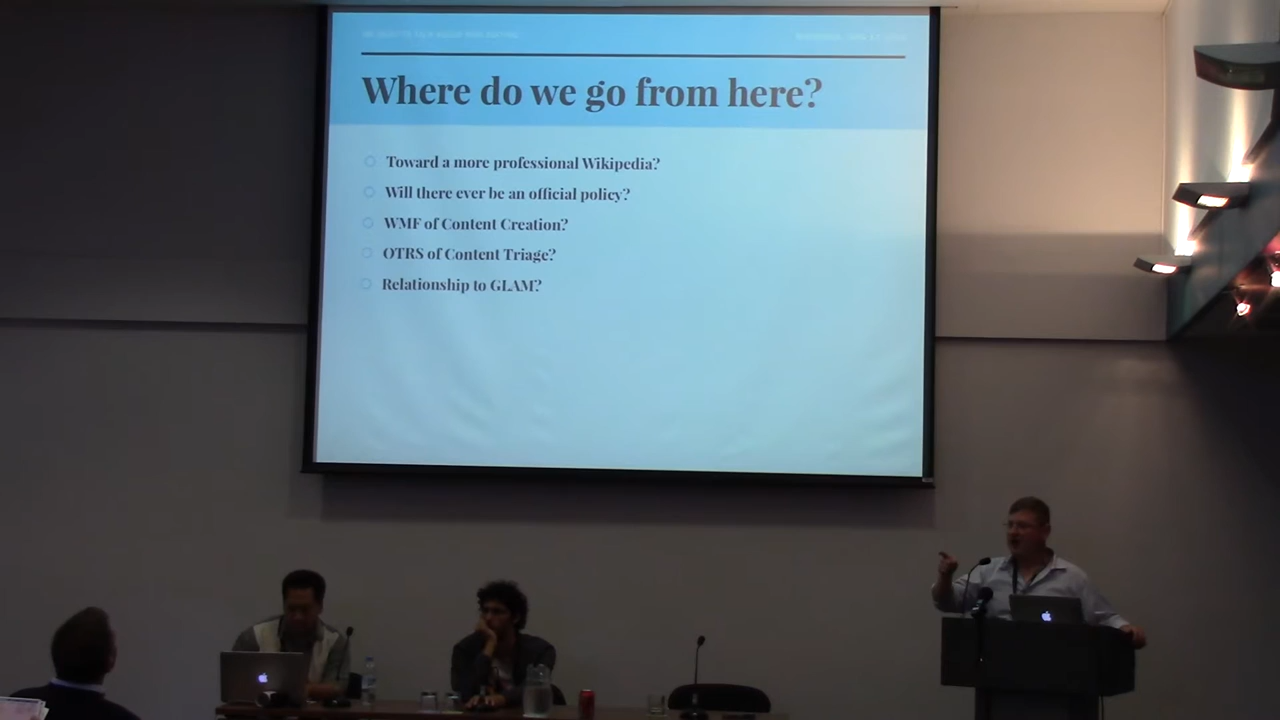 Where do we go from here?
Toward a more professional Wikipedia?
Will there ever be an official policy?
WMF of Content Creation?
OTRS of Content Triage?
Relationship to GLAM?